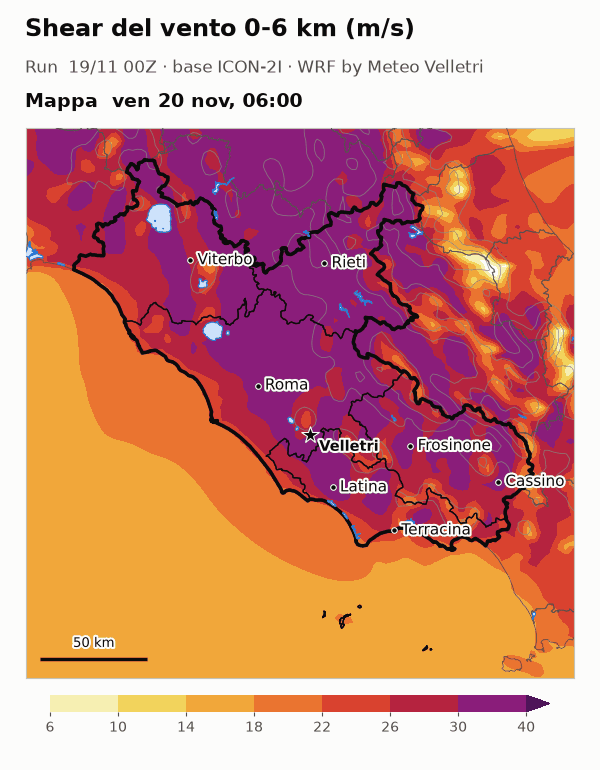 Shear del vento 0-6 km (m/s)
Run  19/11 00Z · base ICON-2I · WRF by Meteo Velletri
Mappa  ven 20 nov, 06:00
Viterbo
Rieti
Roma
Velletri
Frosinone
Cassino
Latina
Terracina
50 km
6 10 14 18 22 26 30 40